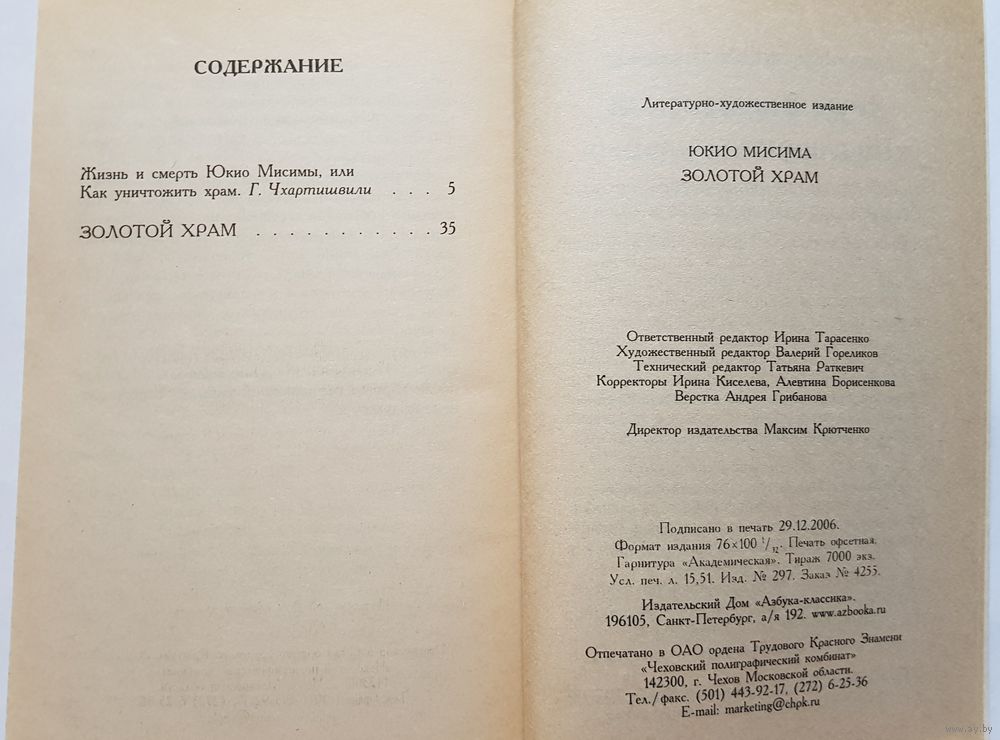 СОДЕРЖАНИЕ
Жизнь и смерть Юкио Мисимы, или
Как уничтожить храм. Г. Чхартишвили . . . 5
ЗОЛОТОЙ ХРАМ . . . . . . . . . . . 35
Литературно-художественное издание
ЮКИО МИСИМА
ЗОЛОТОЙ ХРАМ
Ответственный редактор Ирина Тарасенко
Художественный редактор Валерий Гореликов
Технический редактор Татьяна Раткевич
Корректоры Ирина Киселева, Алевтина Борисенкова
Верстка Андрея Грибанова
Директор издательства Максим Крютченко
Подписано в печать 29.12.2006.
Формат издания 76×100 1/32. Печать офсетная.
Гарнитура «Академическая». Тираж 7000 экз.
Усл. печ. л. 15,51. Изд. № 297. Заказ № 4255.
Издательский Дом «Азбука-классика».
196105, Санкт-Петербург, а/я 192. www.azbooka.ru
Отпечатано в ОАО ордена Трудового Красного Знамени
«Чеховский полиграфический комбинат»
142300, г. Чехов Московской области.
Тел./факс. (501) 443-92-17, (272) 6-25-36
E-mail: marketing@chpk.ru
www.ay.by